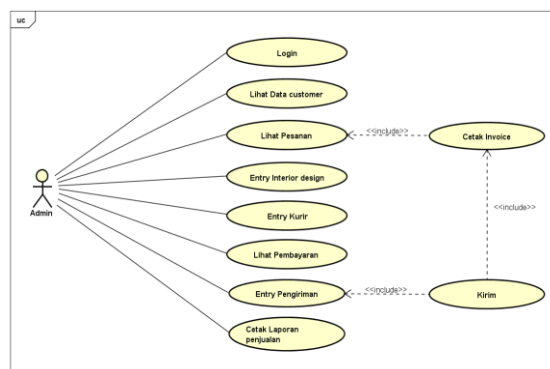 uc
Login
Lihat Data customer
Lihat Pesanan
<<include>>
Cetak Invoice
Entry Interior design
Admin
<<include>>
Entry Kurir
Lihat Pembayaran
Entry Pengiriman
<<include>>
Kirim
Cetak Laporan
penjualan